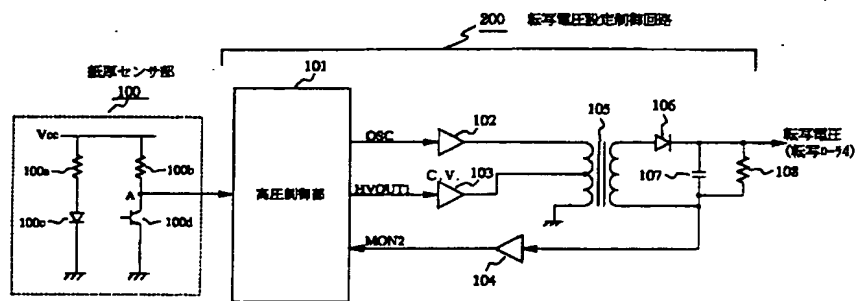 200 転写電圧設定制御回路
紙厚センサ部
100
101
Vcc
100a
100b
A
100c
100d
高圧制御部
OSC
102
HVOUT1
C.V.
103
MON2
104
105
106
107
108
転写電圧
(転写ローラ4)